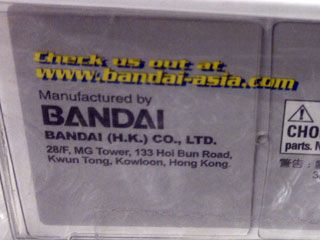 Check us out at
www.bandai-asia.com
Manufactured by
BANDAI
BANDAI (H.K.) CO., LTD.
28/F, MG Tower, 133 Hoi Bun Road,
Kwun Tong, Kowloon, Hong Kong.
CHO
parts. N
警告：